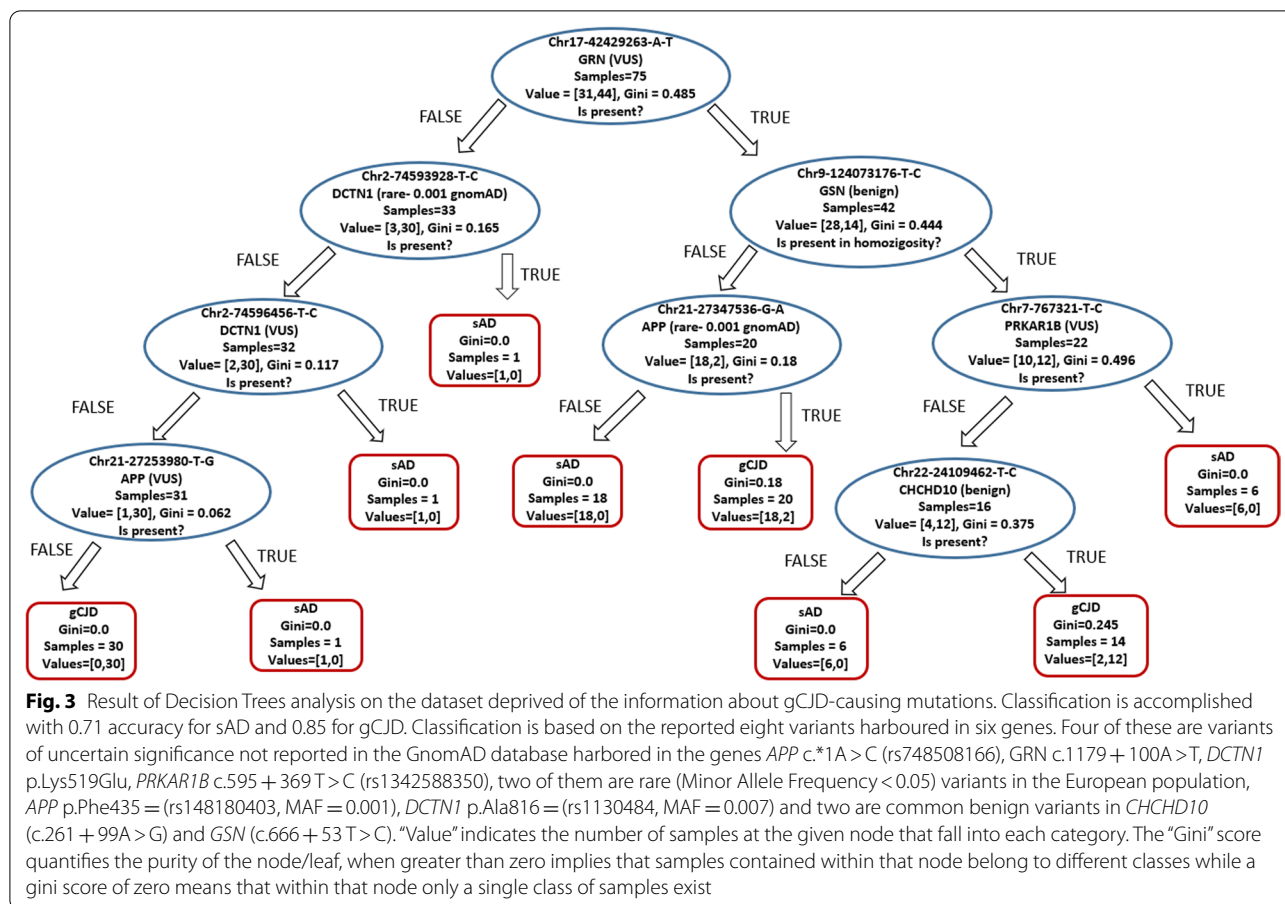 Chr17-42429263-A-T
GRN (VUS)
Samples=75
Value = [31,44], Gini = 0.485
Is present?
FALSE
TRUE
Chr2-74593928-T-C
DCTN1 (rare- 0.001 gnomAD)
Samples=33
Value= [3,30], Gini = 0.165
Is present?
Chr9-124073176-T-C
GSN (benign)
Samples=42
Value= [28,14], Gini = 0.444
Is present in homozigosity?
FALSE
TRUE
FALSE
TRUE
Chr2-74596456-T-C
DCTN1 (VUS)
Samples=32
Value= [2,30], Gini = 0.117
Is present?
sAD
Gini=0.0
Samples = 1
Values=[1,0]
Chr21-27347536-G-A
APP (rare- 0.001 gnomAD)
Samples=20
Value= [18,2], Gini = 0.18
Is present?
Chr7-767321-T-C
PRKAR1B (VUS)
Samples=22
Value= [10,12], Gini = 0.496
Is present?
FALSE
TRUE
FALSE
TRUE
FALSE
TRUE
Chr21-27253980-T-G
APP (VUS)
Samples=31
Value= [1,30], Gini = 0.062
Is present?
sAD
Gini=0.0
Samples = 1
Values=[1,0]
sAD
Gini=0.0
Samples = 18
Values=[18,0]
gCJD
Gini=0.18
Samples = 20
Values=[18,2]
Chr22-24109462-T-C
CHCHD10 (benign)
Samples=16
Value= [4,12], Gini = 0.375
Is present?
sAD
Gini=0.0
Samples = 6
Values=[6,0]
FALSE
TRUE
FALSE
TRUE
gCJD
Gini=0.0
Samples = 30
Values=[0,30]
sAD
Gini=0.0
Samples = 1
Values=[1,0]
sAD
Gini=0.0
Samples = 6
Values=[6,0]
gCJD
Gini=0.245
Samples = 14
Values=[2,12]
Fig. 3 Result of Decision Trees analysis on the dataset deprived of the information about gCJD-causing mutations. Classification is accomplished
with 0.71 accuracy for sAD and 0.85 for gCJD. Classification is based on the reported eight variants harboured in six genes. Four of these are variants
of uncertain significance not reported in the GnomAD database harbored in the genes APP c.*1A > C (rs748508166), GRN c.1179 + 100A > T, DCTN1
p.Lys519Glu, PRKAR1B c.595 + 369 T > C (rs1342588350), two of them are rare (Minor Allele Frequency < 0.05) variants in the European population,
APP p.Phe435 = (rs148180403, MAF = 0.001), DCTN1 p.Ala816 = (rs1130484, MAF = 0.007) and two are common benign variants in CHCHD10
(c.261 + 99A > G) and GSN (c.666 + 53 T > C). “Value” indicates the number of samples at the given node that fall into each category. The “Gini” score
quantifies the purity of the node/leaf, when greater than zero implies that samples contained within that node belong to different classes while a
gini score of zero means that within that node only a single class of samples exist